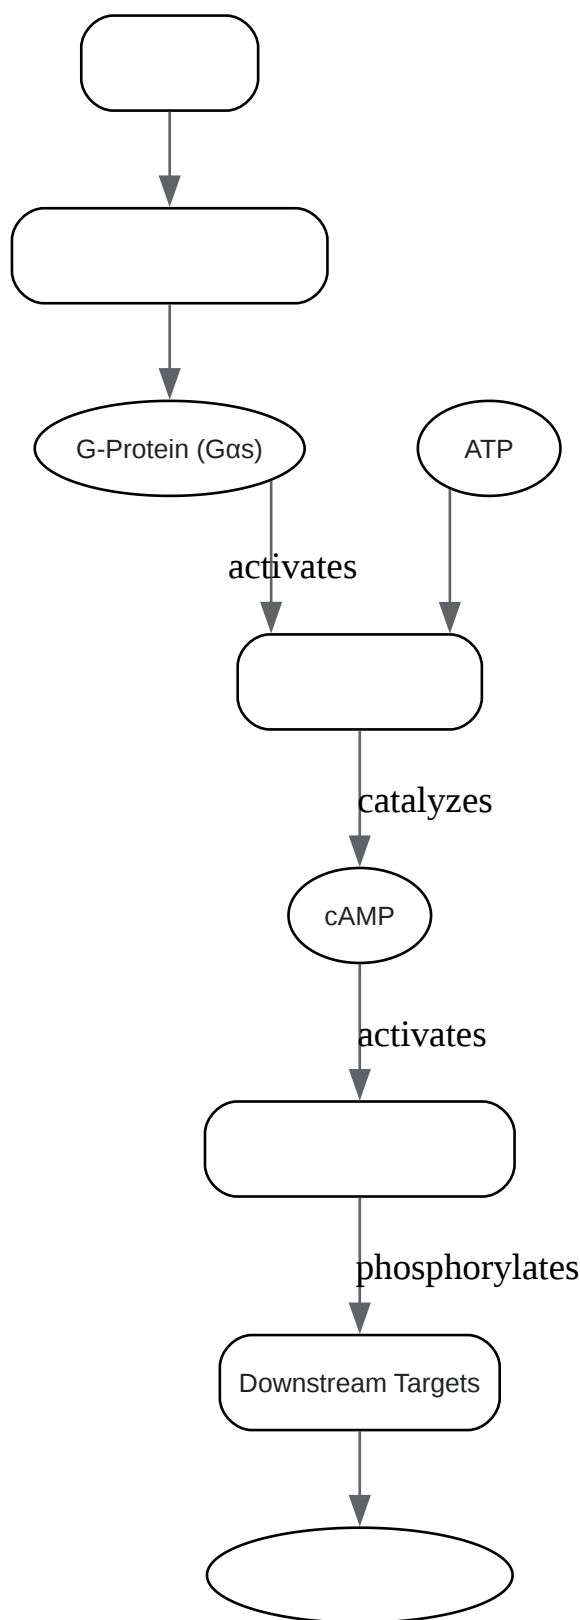 G-Protein (Gαs)
ATP
activates
catalyzes
cAMP
activates
phosphorylates
Downstream Targets